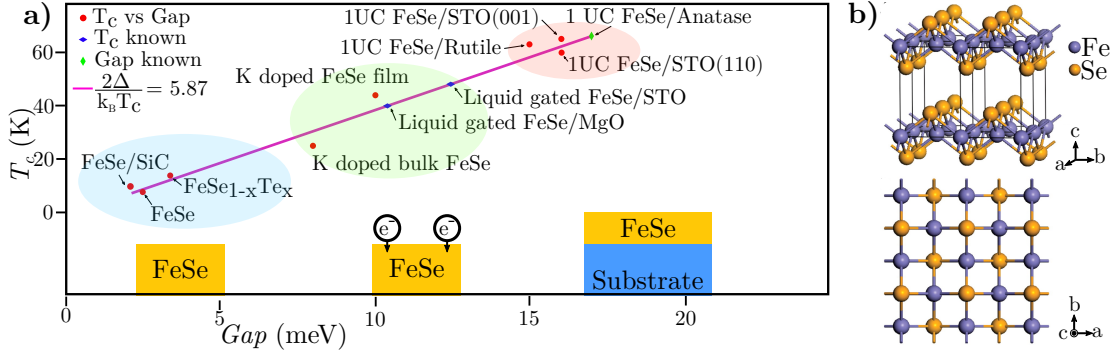 a)
T_c vs Gap
T_c known
Gap known
2Δ/k_B T_c = 5.87
1UC FeSe/STO(001)
1 UC FeSe/Anatase
1UC FeSe/Rutile
1UC FeSe/STO(110)
K doped FeSe film
Liquid gated FeSe/STO
Liquid gated FeSe/MgO
K doped bulk FeSe
FeSe/SiC
FeSe_{1-x}Te_x
FeSe
T_c (K)
60
40
20
0
FeSe
e⁻ e⁻
FeSe
FeSe
Substrate
0 5 10 15 20
Gap (meV)
b)
Fe
Se
c
a b
b
c a